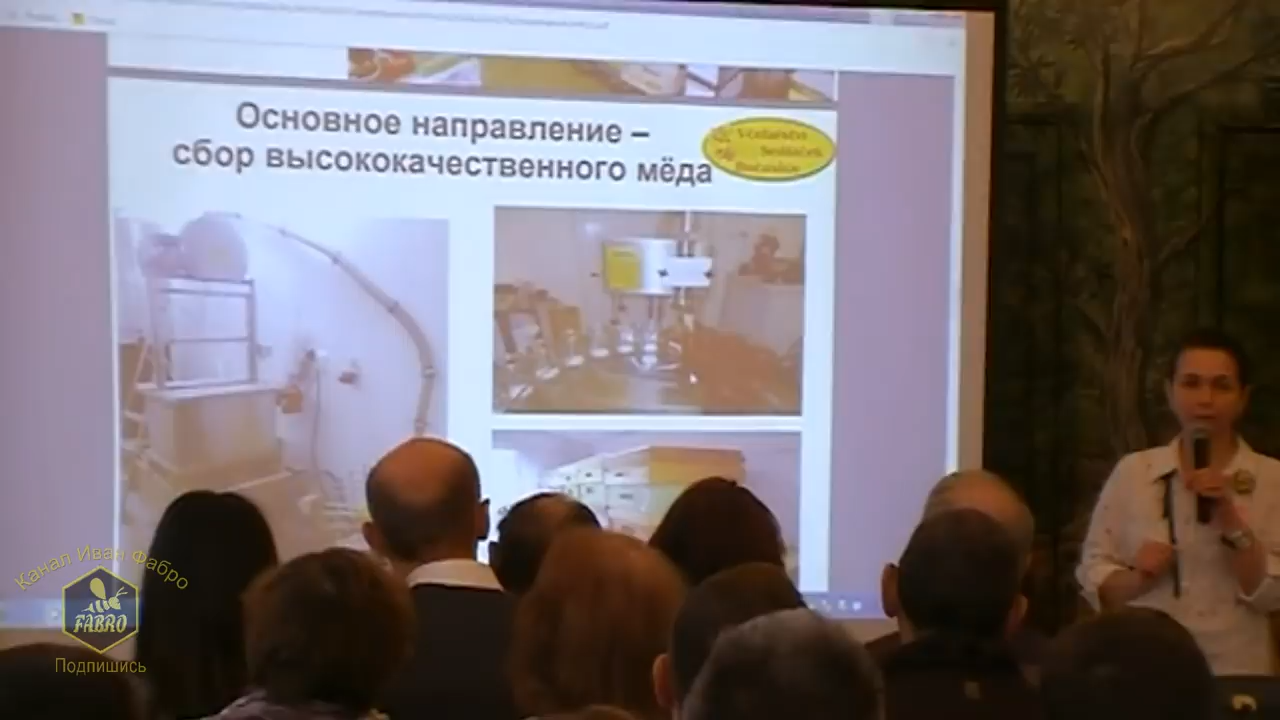 Основное направление –
сбор высококачественного мёда
Канал Иван Фабро
FABRO
Подпишись